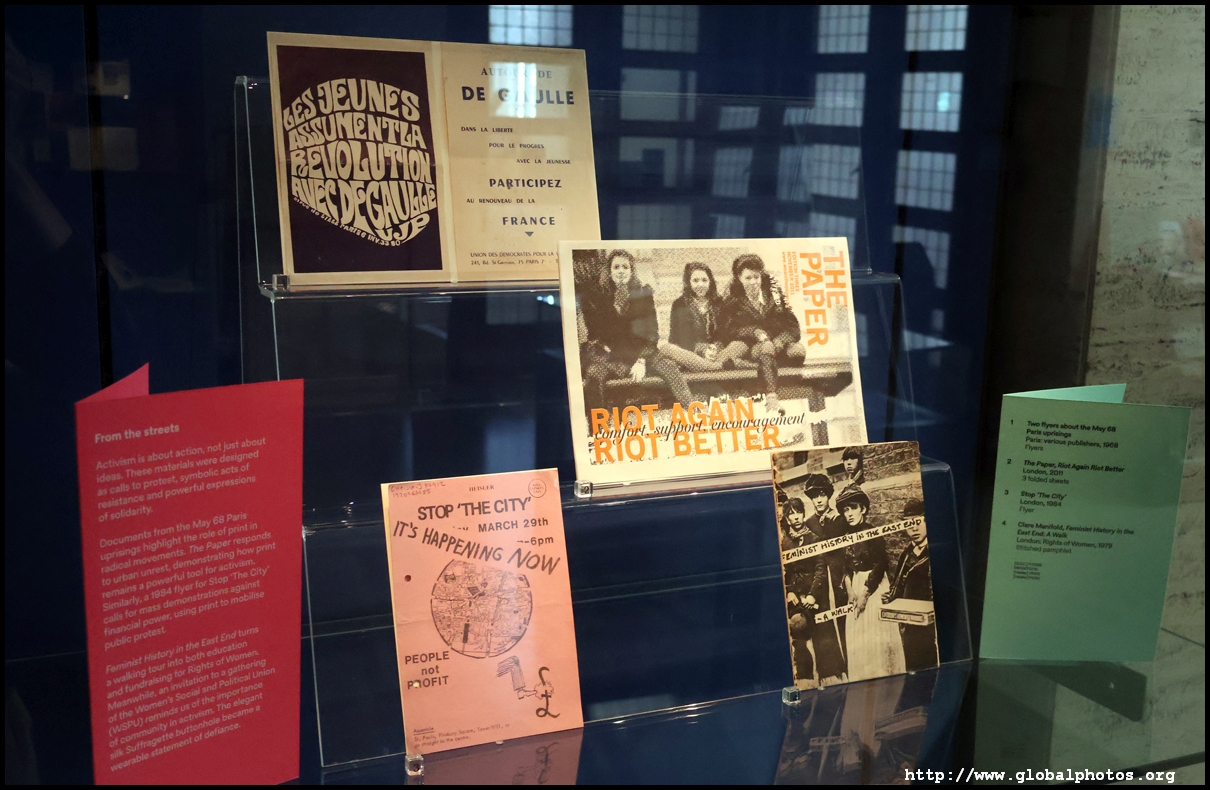 LES JEUNES
ASSUMENT LA
REVOLUTION
AVEC DE GAULLE
UJP
AUTOUR DE
DE GAULLE
DANS LA LIBERTE
POUR LE PROGRES
AVEC LA JEUNESSE
PARTICIPEZ
AU RENOUVEAU DE LA
FRANCE
UNION DES DEMOCRATES POUR LA
THE
PAPER
RIOT AGAIN
comfort, support, encouragement
RIOT BETTER
From the streets
Activism is about action, not just about
ideas. These materials were designed
as calls to protest, symbolic acts of
resistance and powerful expressions
of solidarity.
Documents from the May 68 Paris
uprisings highlight the role of print in
radical movements. The Paper responds
to urban unrest, demonstrating how print
remains a powerful tool for activism.
Similarly, a 1984 flyer for Stop ‘The City’
calls for mass demonstrations against
financial power, using print to mobilise
public protest.
Feminist History in the East End turns
a walking tour into both education
and fundraising for Rights of Women.
Meanwhile, an invitation to a gathering
of the Women's Social and Political Union
(WSPU) reminds us of the importance
of community in activism. The elegant
silk Suffragette buttonhole became a
wearable statement of defiance.
HEISLER
STOP 'THE CITY'
MARCH 29th
IT'S HAPPENING NOW
-6pm
PEOPLE
not
PROFIT
FEMINIST HISTORY IN THE EAST END
- A WALK
1 Two flyers about the May 68
Paris uprisings
Paris: various publishers, 1968
Flyers
2 The Paper, Riot Again Riot Better
London, 2011
3 folded sheets
3 Stop ‘The City’
London, 1984
Flyer
4 Clare Manifold, Feminist History in the
East End: A Walk
London: Rights of Women, 1979
Stitched pamphlet
http://www.globalphotos.org